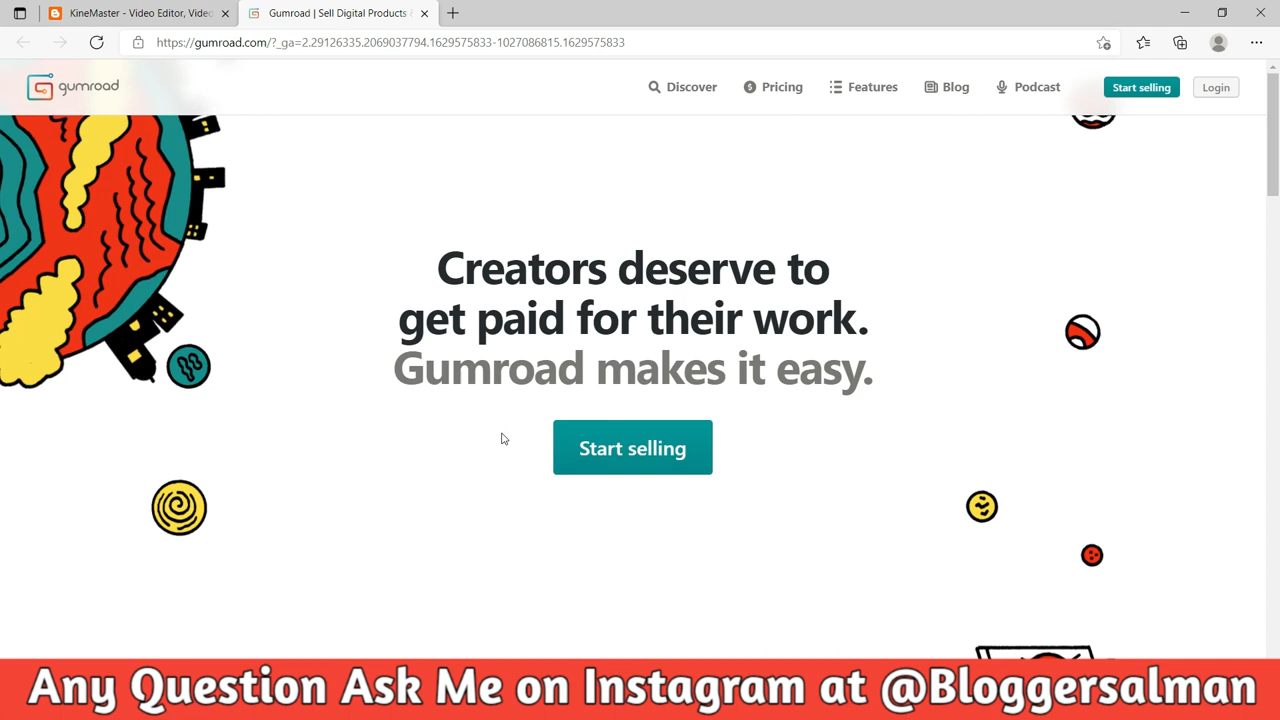 KineMaster - Video Editor, Video
Gumroad | Sell Digital Products &
https://gumroad.com/?_ga=2.29126335.2069037794.1629575833-1027086815.1629575833
gumroad
Discover
Pricing
Features
Blog
Podcast
Start selling
Login
Creators deserve to
get paid for their work.
Gumroad makes it easy.
Start selling
Any Question Ask Me on Instagram at @Bloggersalman